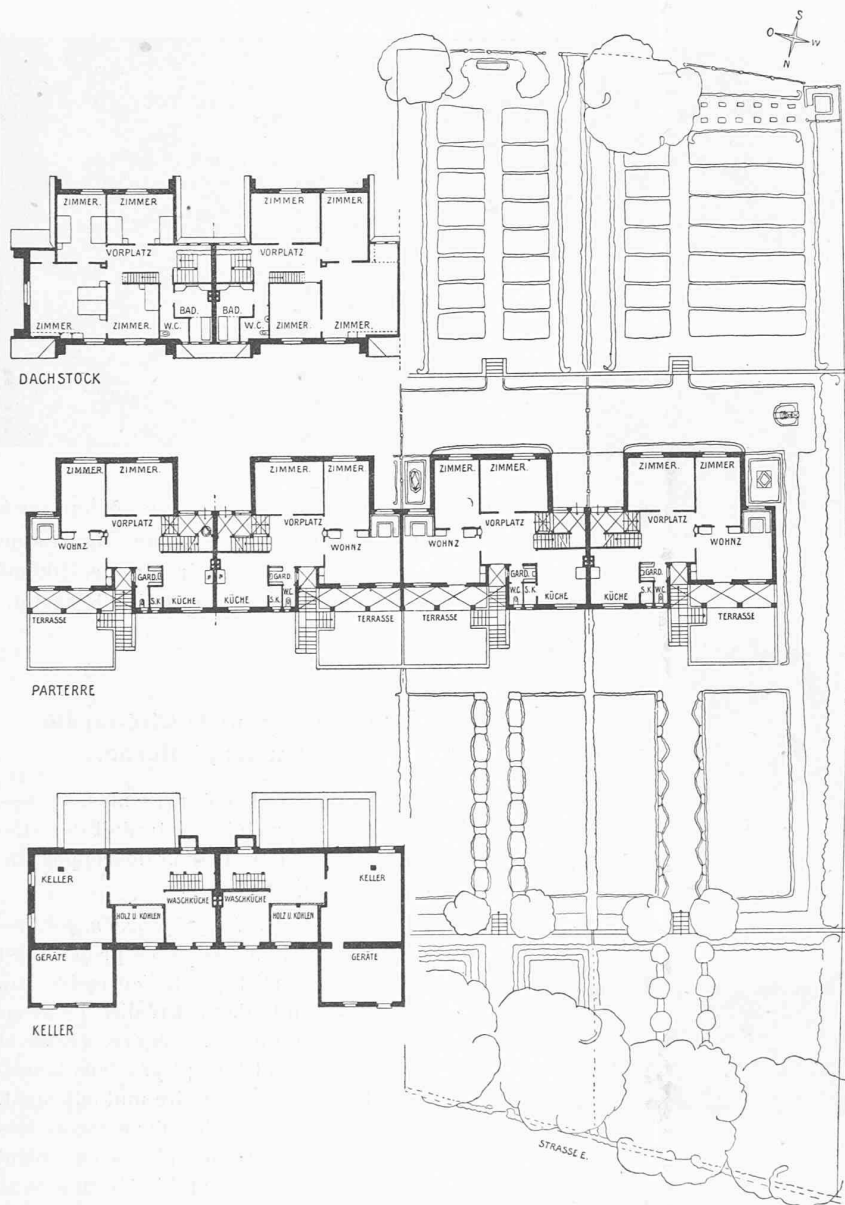 S
O W
N
ZIMMER. ZIMMER. ZIMMER ZIMMER
VORPLATZ VORPLATZ
BAD. BAD.
ZIMMER. ZIMMER. W.C. W.C. ZIMMER. ZIMMER.
DACHSTOCK
ZIMMER. ZIMMER. ZIMMER. ZIMMER. ZIMMER. ZIMMER. ZIMMER. ZIMMER.
VORPLATZ VORPLATZ VORPLATZ VORPLATZ
WOHNZ WOHNZ WOHNZ WOHNZ
GARD. GARD. GARD. GARD.
S.K. KÜCHE KÜCHE S.K. W.C. W.C. S.K. KÜCHE KÜCHE S.K. W.C.
TERRASSE TERRASSE TERRASSE TERRASSE
PARTERRE
KELLER KELLER
WASCHKÜCHE WASCHKÜCHE
HOLZ U. KOHLEN HOLZ U. KOHLEN
GERÄTE GERÄTE
KELLER
STRASSE E.